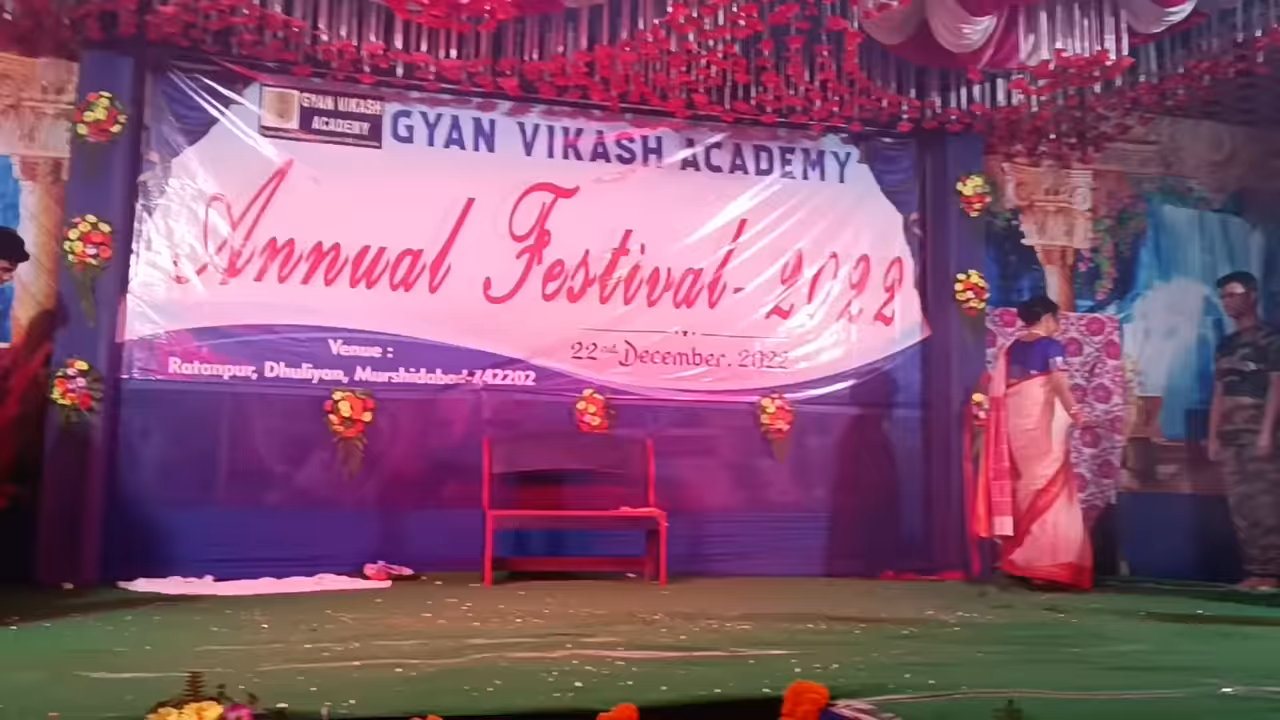 GYAN VIKASH
ACADEMY
GYAN VIKASH ACADEMY
Annual Festival- 2022
22nd December. 2022
Venue :
Ratanpur, Dhuliyan, Murshidabad-742202